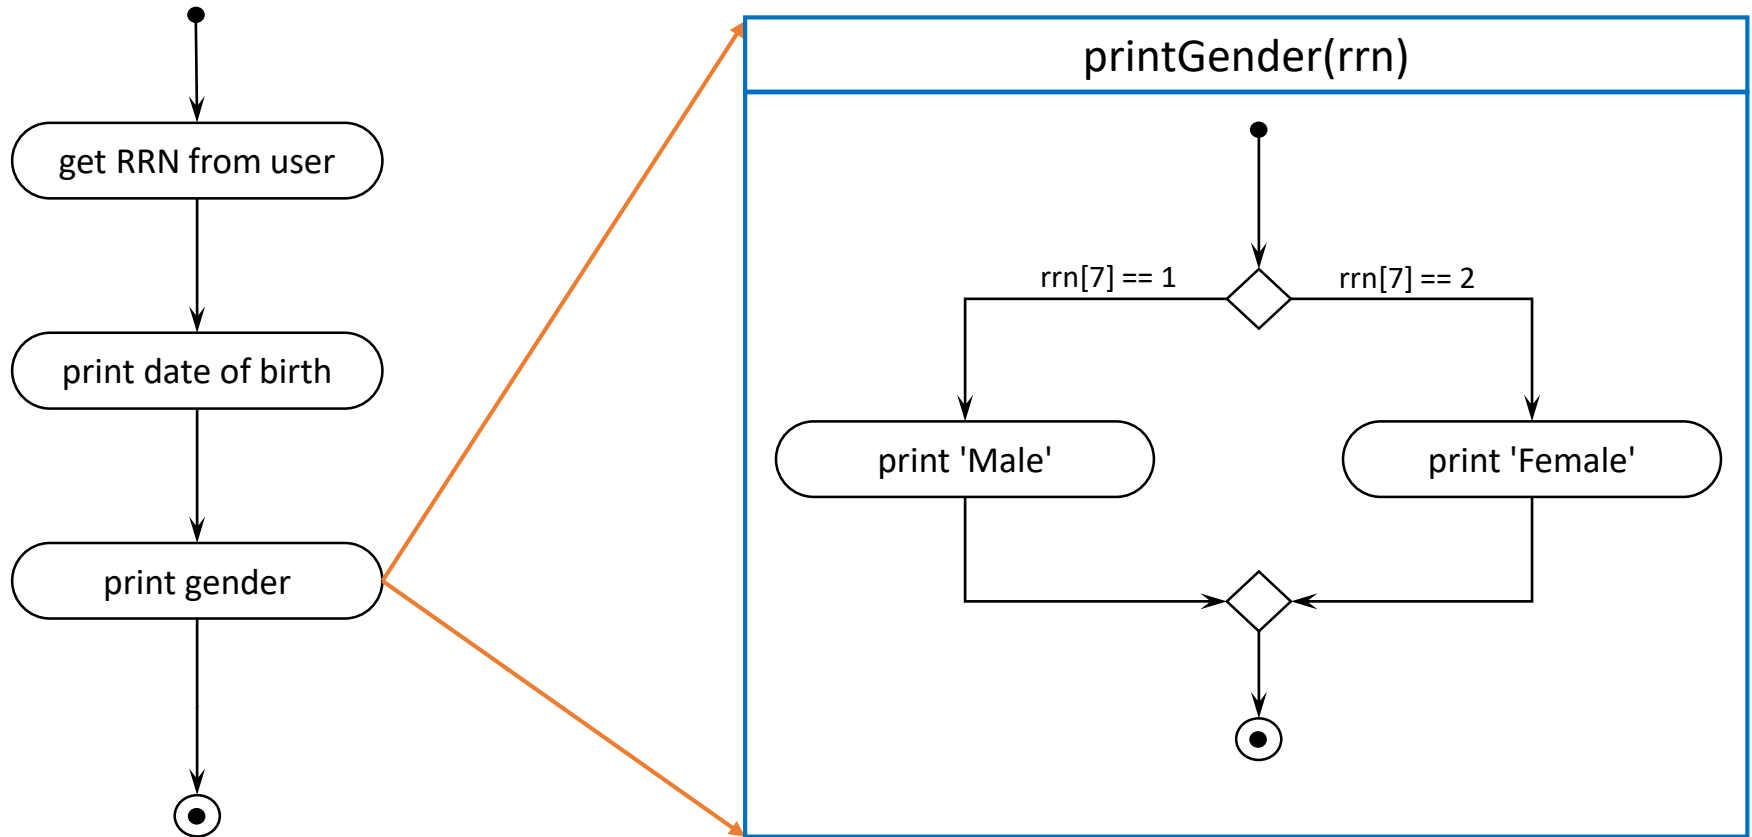 get RRN from user
print date of birth
print gender
printGender(rrn)
rrn[7] == 1
rrn[7] == 2
print 'Male'
print 'Female'